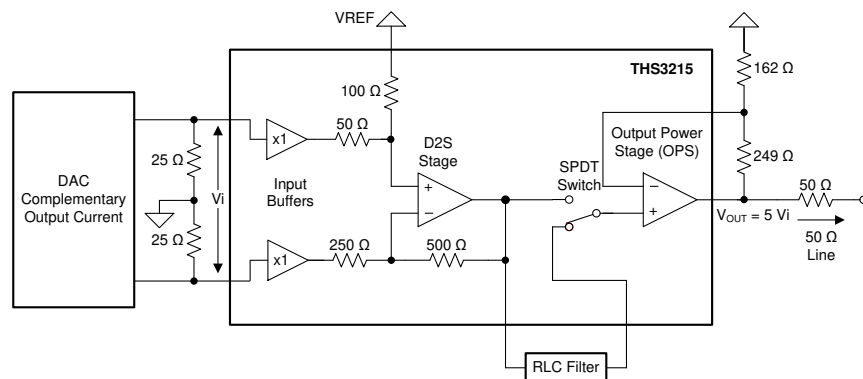 VREF
THS3215
162 Ω
100 Ω
50 Ω
D2S
Stage
Output Power
Stage (OPS)
249 Ω
x1
25 Ω
DAC
Complementary
Output Current
Vi
Input
Buffers
+
−
SPDT
Switch
−
+
50 Ω
VOUT = 5 Vi
50 Ω
Line
25 Ω
250 Ω
500 Ω
x1
RLC Filter